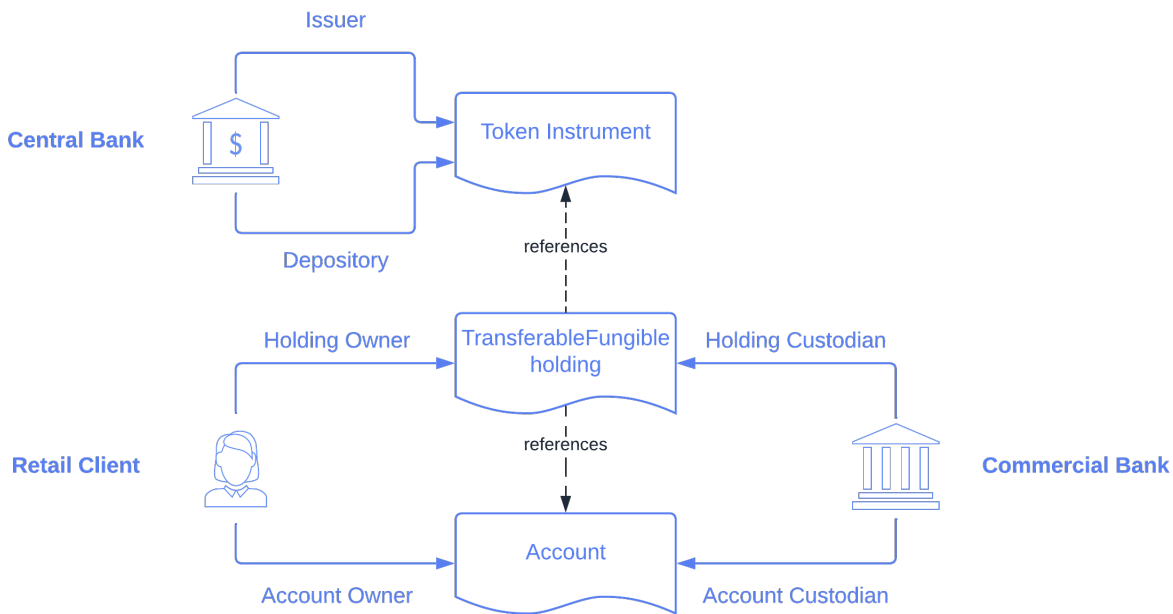 Issuer
Central Bank
$
Token Instrument
Depository
references
Holding Owner
TransferableFungible
holding
Holding Custodian
Retail Client
references
Commercial Bank
Account Owner
Account
Account Custodian